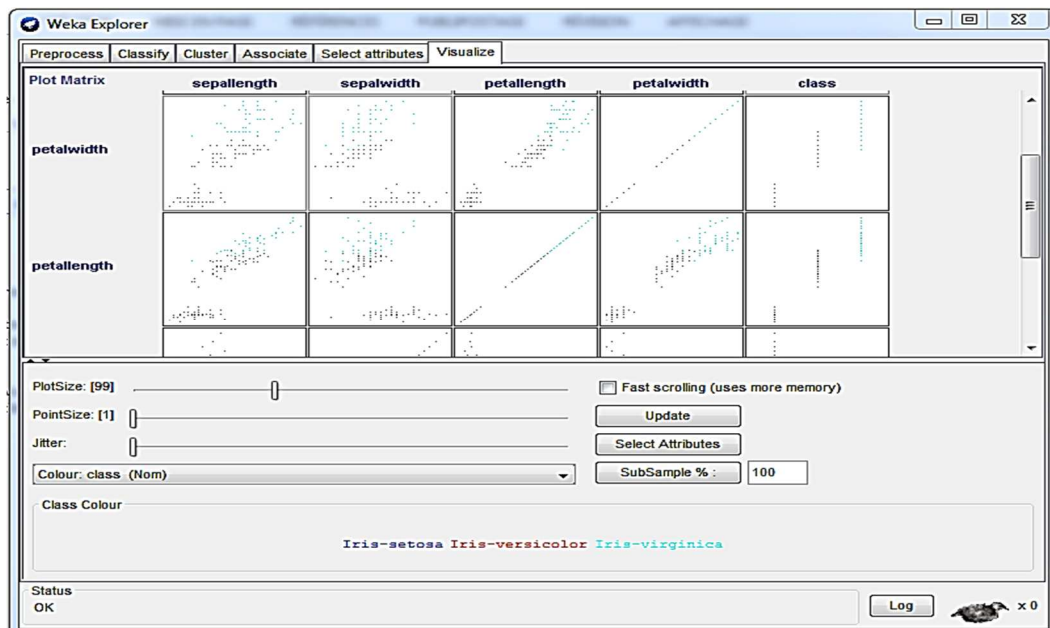 Weka Explorer
Preprocess Classify Cluster Associate Select attributes Visualize
Plot Matrix sepallength sepalwidth petallength petalwidth class
petalwidth
petallength
PlotSize: [99]
Fast scrolling (uses more memory)
PointSize: [1]
Update
Jitter:
Select Attributes
Colour: class (Nom)
SubSample % : 100
Class Colour
Iris-setosa Iris-versicolor Iris-virginica
Status
OK
Log x 0